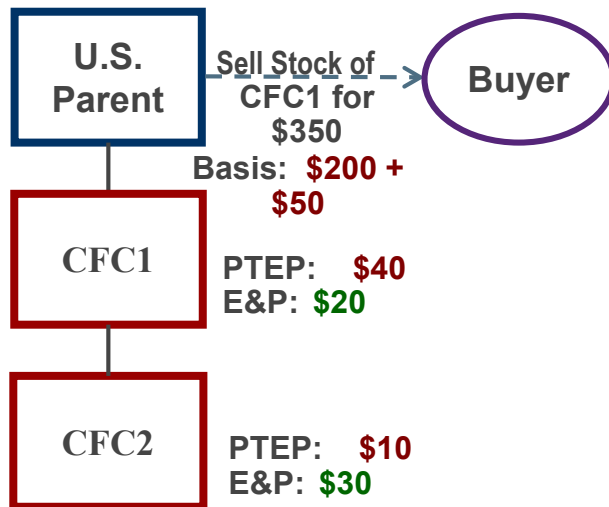 U.S.
Parent
Sell Stock of
CFC1 for
$350
Basis: $200 +
$50
Buyer
CFC1
PTEP: $40
E&P: $20
CFC2
PTEP: $10
E&P: $30